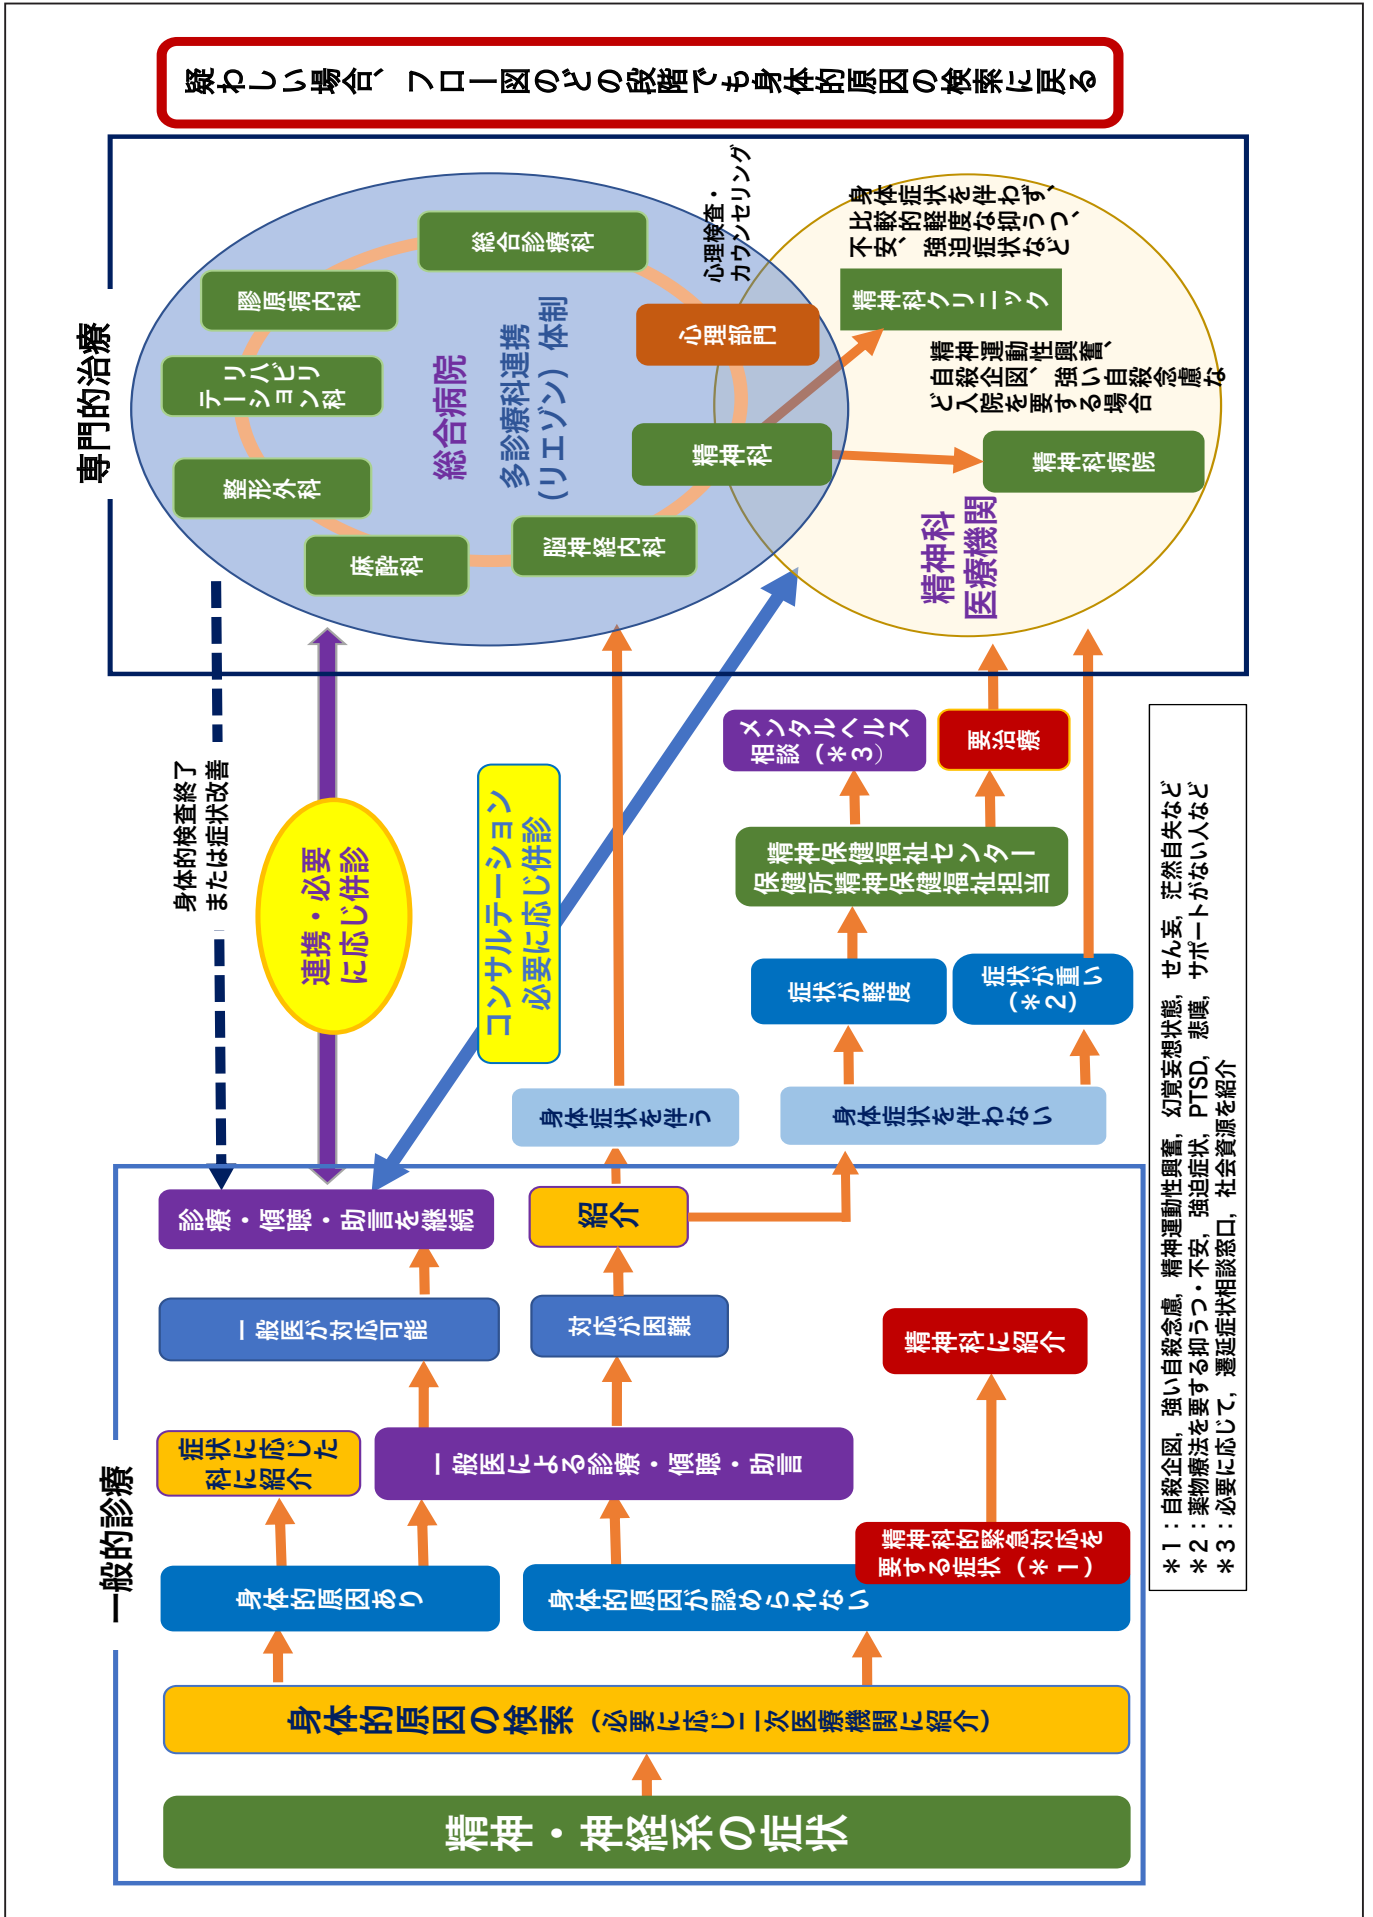 一般的診療
精神・神経系の症状
身体的原因の検索（必要に応じ二次医療機関に紹介）
身体的原因あり
身体的原因が認められない
精神科的緊急対応を
要する症状（＊１）
症状に応じた
科に紹介
一般医による診療・傾聴・助言
精神科に紹介
一般医が対応可能
対応が困難
診療・傾聴・助言を継続
紹介
身体症状を伴う
身体症状を伴わない
症状が軽度
症状が重い
（＊２）
精神保健福祉センター
保健所精神保健福祉担当
メンタルヘルス
相談（＊３）
要治療
身体的検査終了
または症状改善
連携・必要
に応じ併診
コンサルテーション
必要に応じ併診
専門的治療
総合病院
多診療科連携
（リエゾン）体制
膠原病内科
リハビリ
テーション科
整形外科
麻酔科
脳神経内科
総合診療科
心理部門
精神科
心理検査・
カウンセリング
精神科
医療機関
身体症状を伴わず、
比較的軽度な抑うつ、
不安、強迫症状など
精神科クリニック
精神運動性興奮、
自殺企図、強い自殺念慮な
ど入院を要する場合
精神科病院
疑わしい場合、フロー図のどの段階でも身体的原因の検索に戻る
＊１：自殺企図，強い自殺念慮，精神運動性興奮，幻覚妄想状態，せん妄，茫然自失など
＊２：薬物療法を要する抑うつ・不安，強迫症状，PTSD，悲嘆，サポートがない人など
＊３：必要に応じて，遷延症状相談窓口，社会資源を紹介